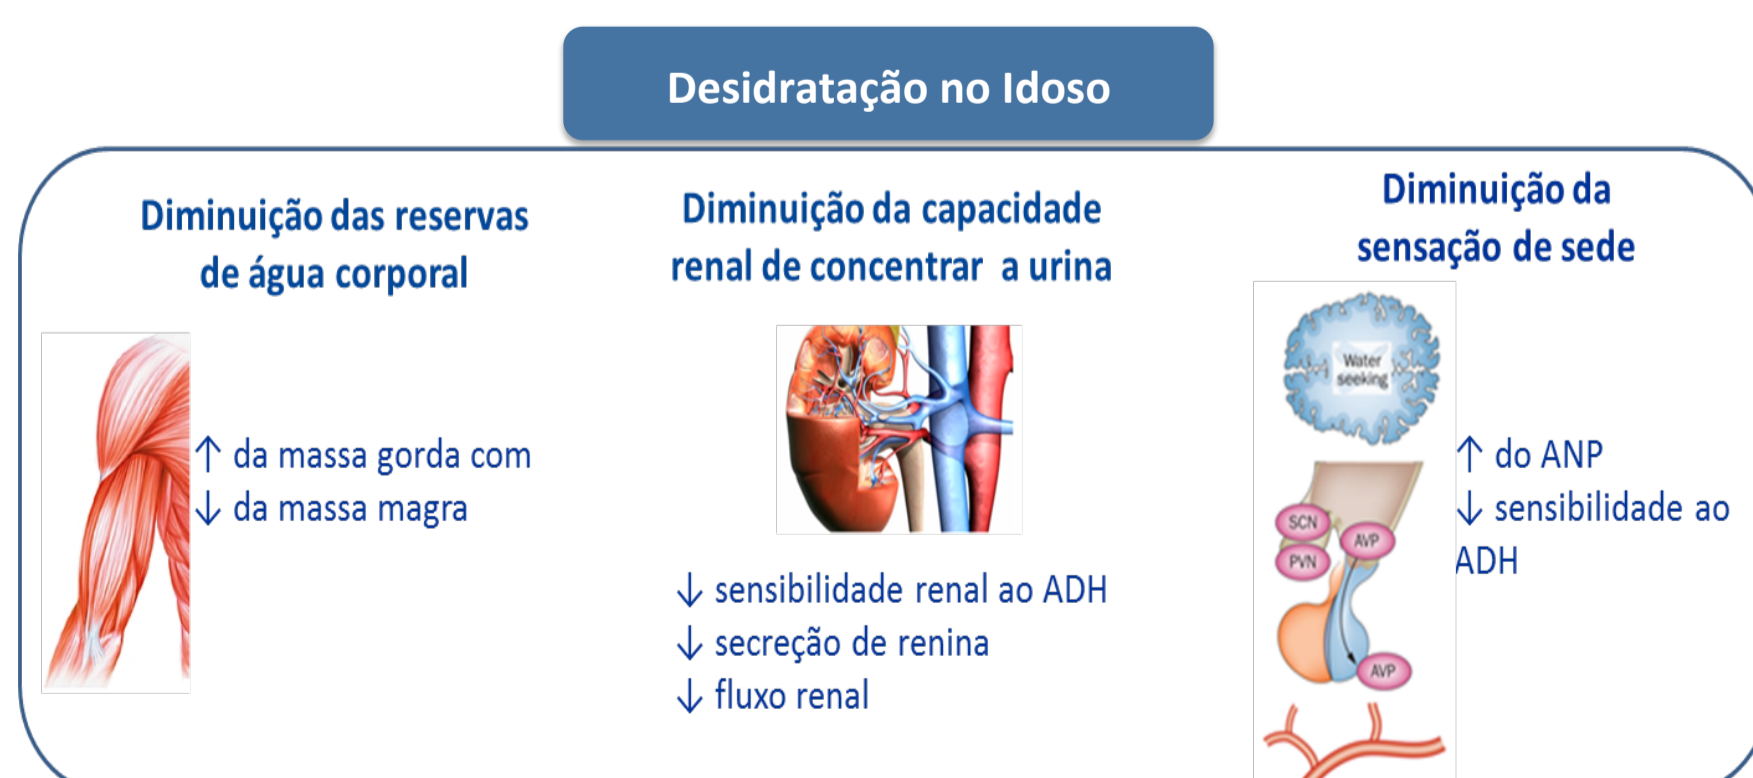 Desidratação no Idoso
Diminuição das reservas
de água corporal
↑ da massa gorda com
↓ da massa magra
Diminuição da capacidade
renal de concentrar a urina
↓ sensibilidade renal ao ADH
↓ secreção de renina
↓ fluxo renal
Diminuição da
sensação de sede
Water
seeking
SCN
AVP
PVN
AVP
↑ do ANP
↓ sensibilidade ao
ADH